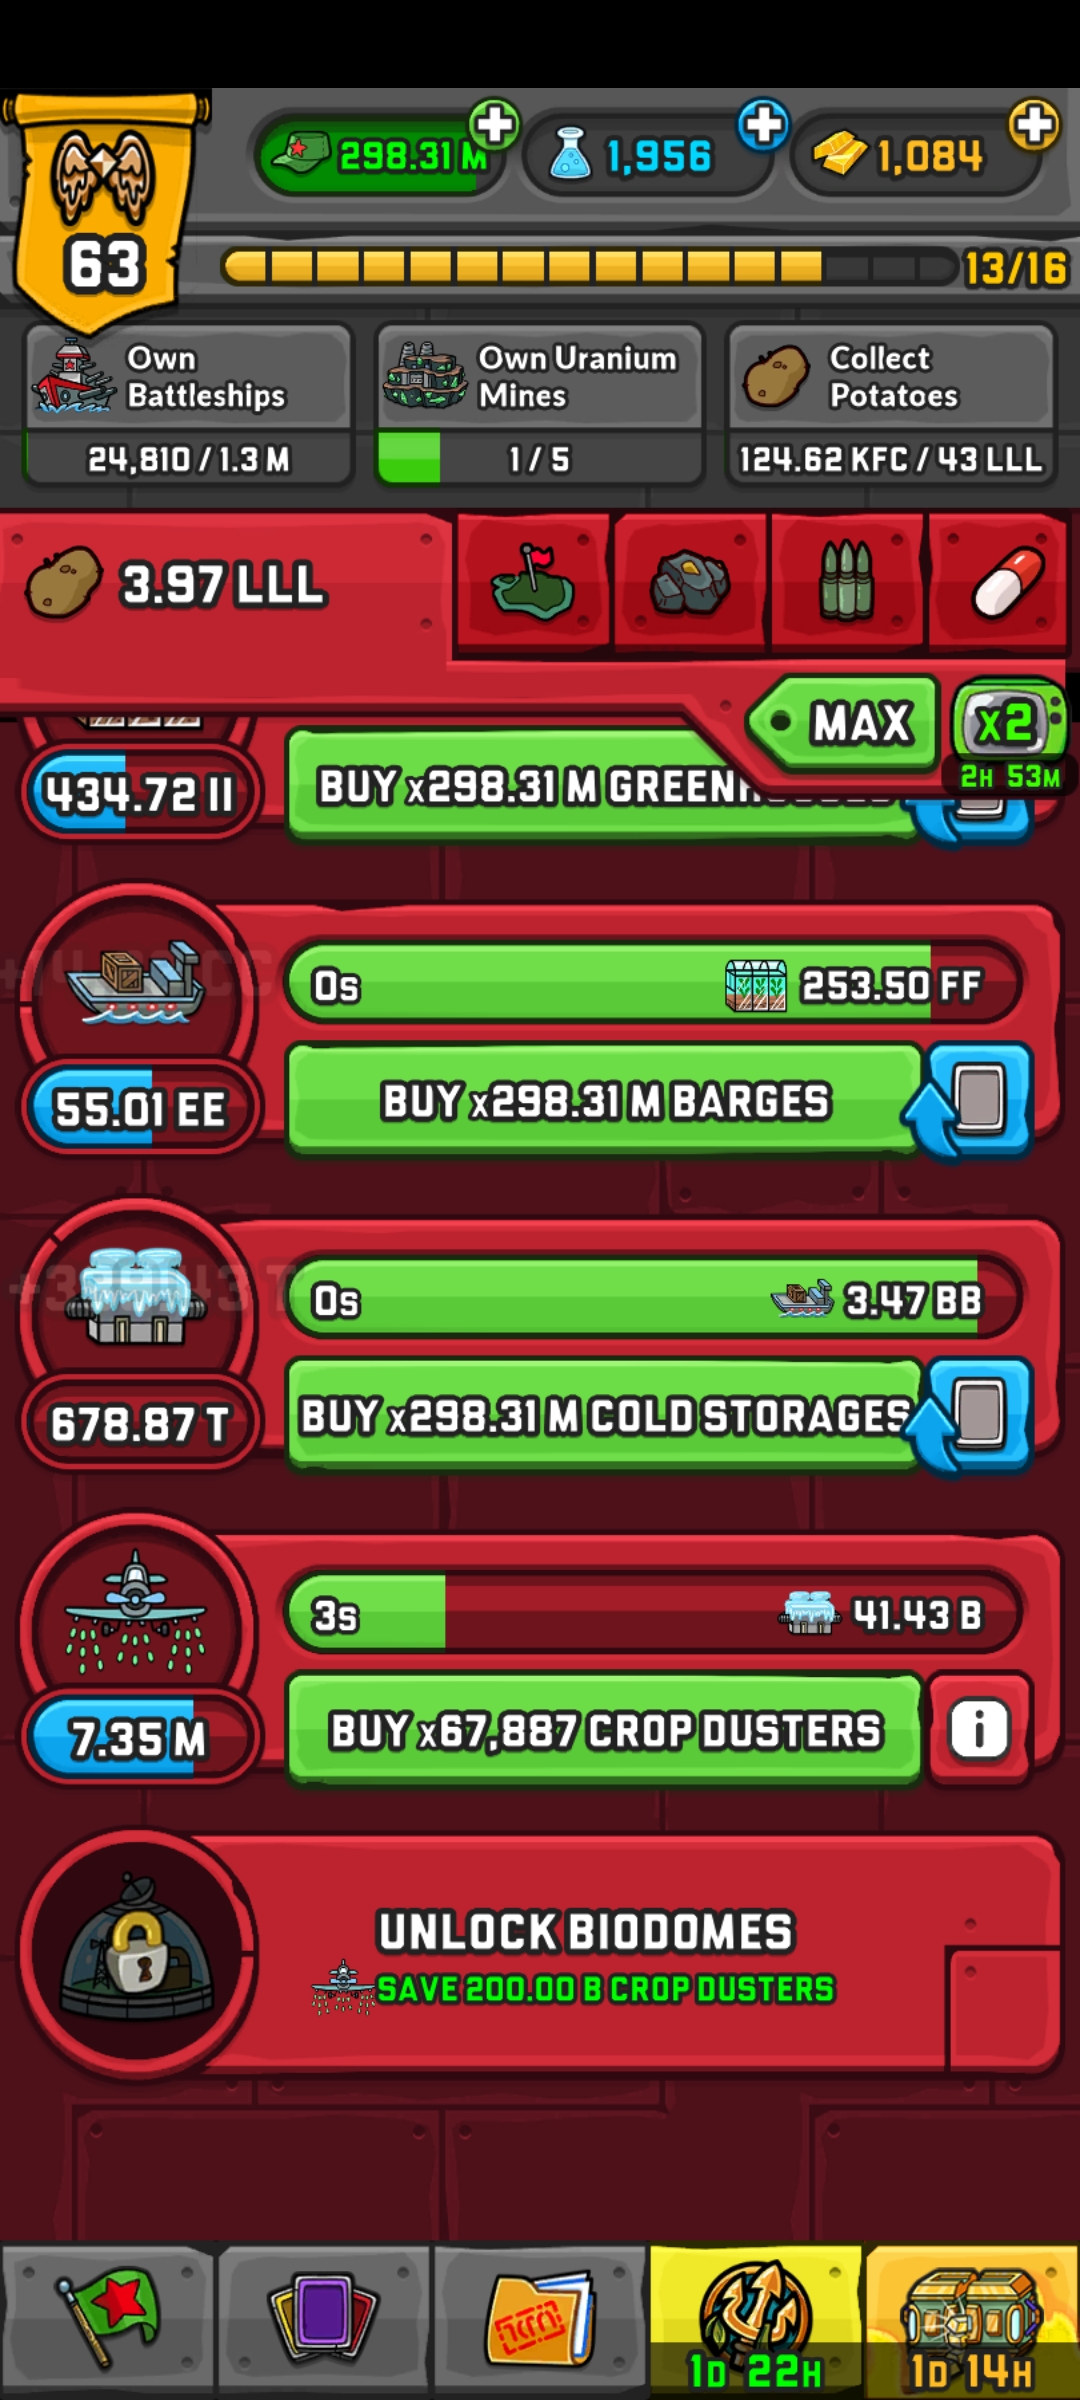 298.31 M
1,956
1,084
63
13/16
Own
Battleships
24,810 / 1.3 M
Own Uranium
Mines
1 / 5
Collect
Potatoes
124.62 KFC / 43 LLL
3.97 LLL
MAX
x2
2H 53M
434.72 II
BUY x298.31 M
0s
253.50 FF
55.01 EE
BUY x298.31 M BARGES
0s
3.47 BB
678.87 T
BUY x298.31 M COLD STORAGES
3s
41.43 B
7.35 M
BUY x67,887 CROP DUSTERS
i
UNLOCK BIODOMES
SAVE 200.00 B CROP DUSTERS
1D 22H
1D 14H